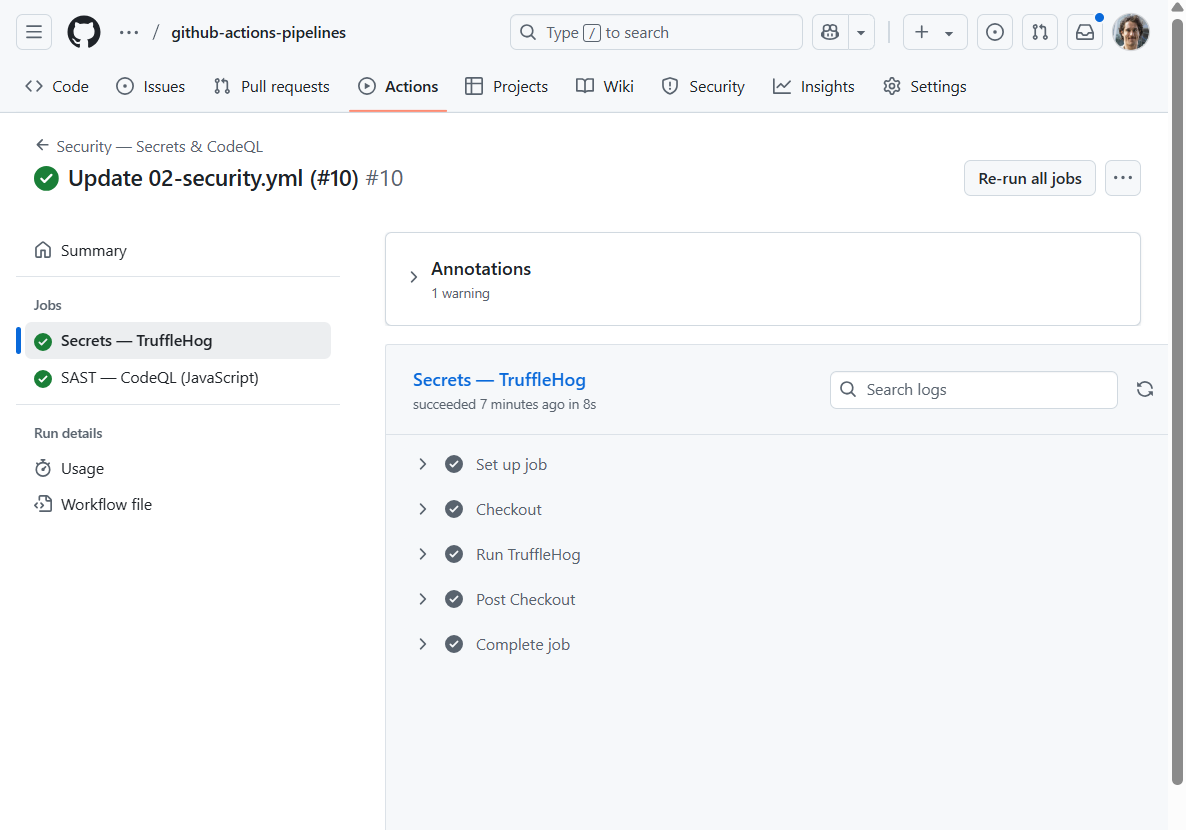 ... / github-actions-pipelines Type / to search
Code Issues Pull requests Actions Projects Wiki Security Insights Settings
Security — Secrets & CodeQL
Update 02-security.yml (#10) #10
Re-run all jobs
Summary
Jobs
Secrets — TruffleHog
SAST — CodeQL (JavaScript)
Run details
Usage
Workflow file
Annotations
1 warning
Secrets — TruffleHog
succeeded 7 minutes ago in 8s
Search logs
Set up job
Checkout
Run TruffleHog
Post Checkout
Complete job